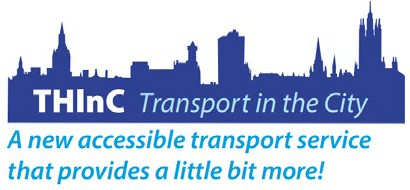 THInC Transport in the City
A new accessible transport service
that provides a little bit more!